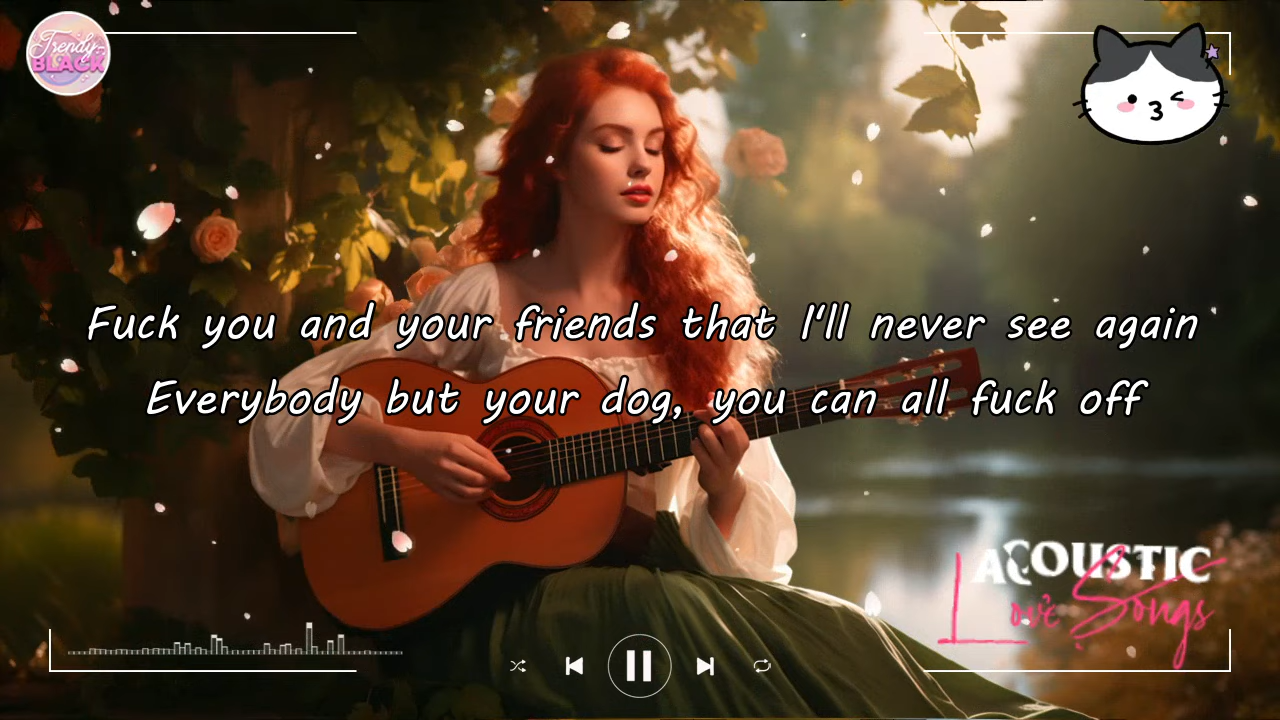 Trendy
BLACK
Fuck you and your friends that I'll never see again
Everybody but your dog, you can all fuck off
ACOUSTIC
Love Songs